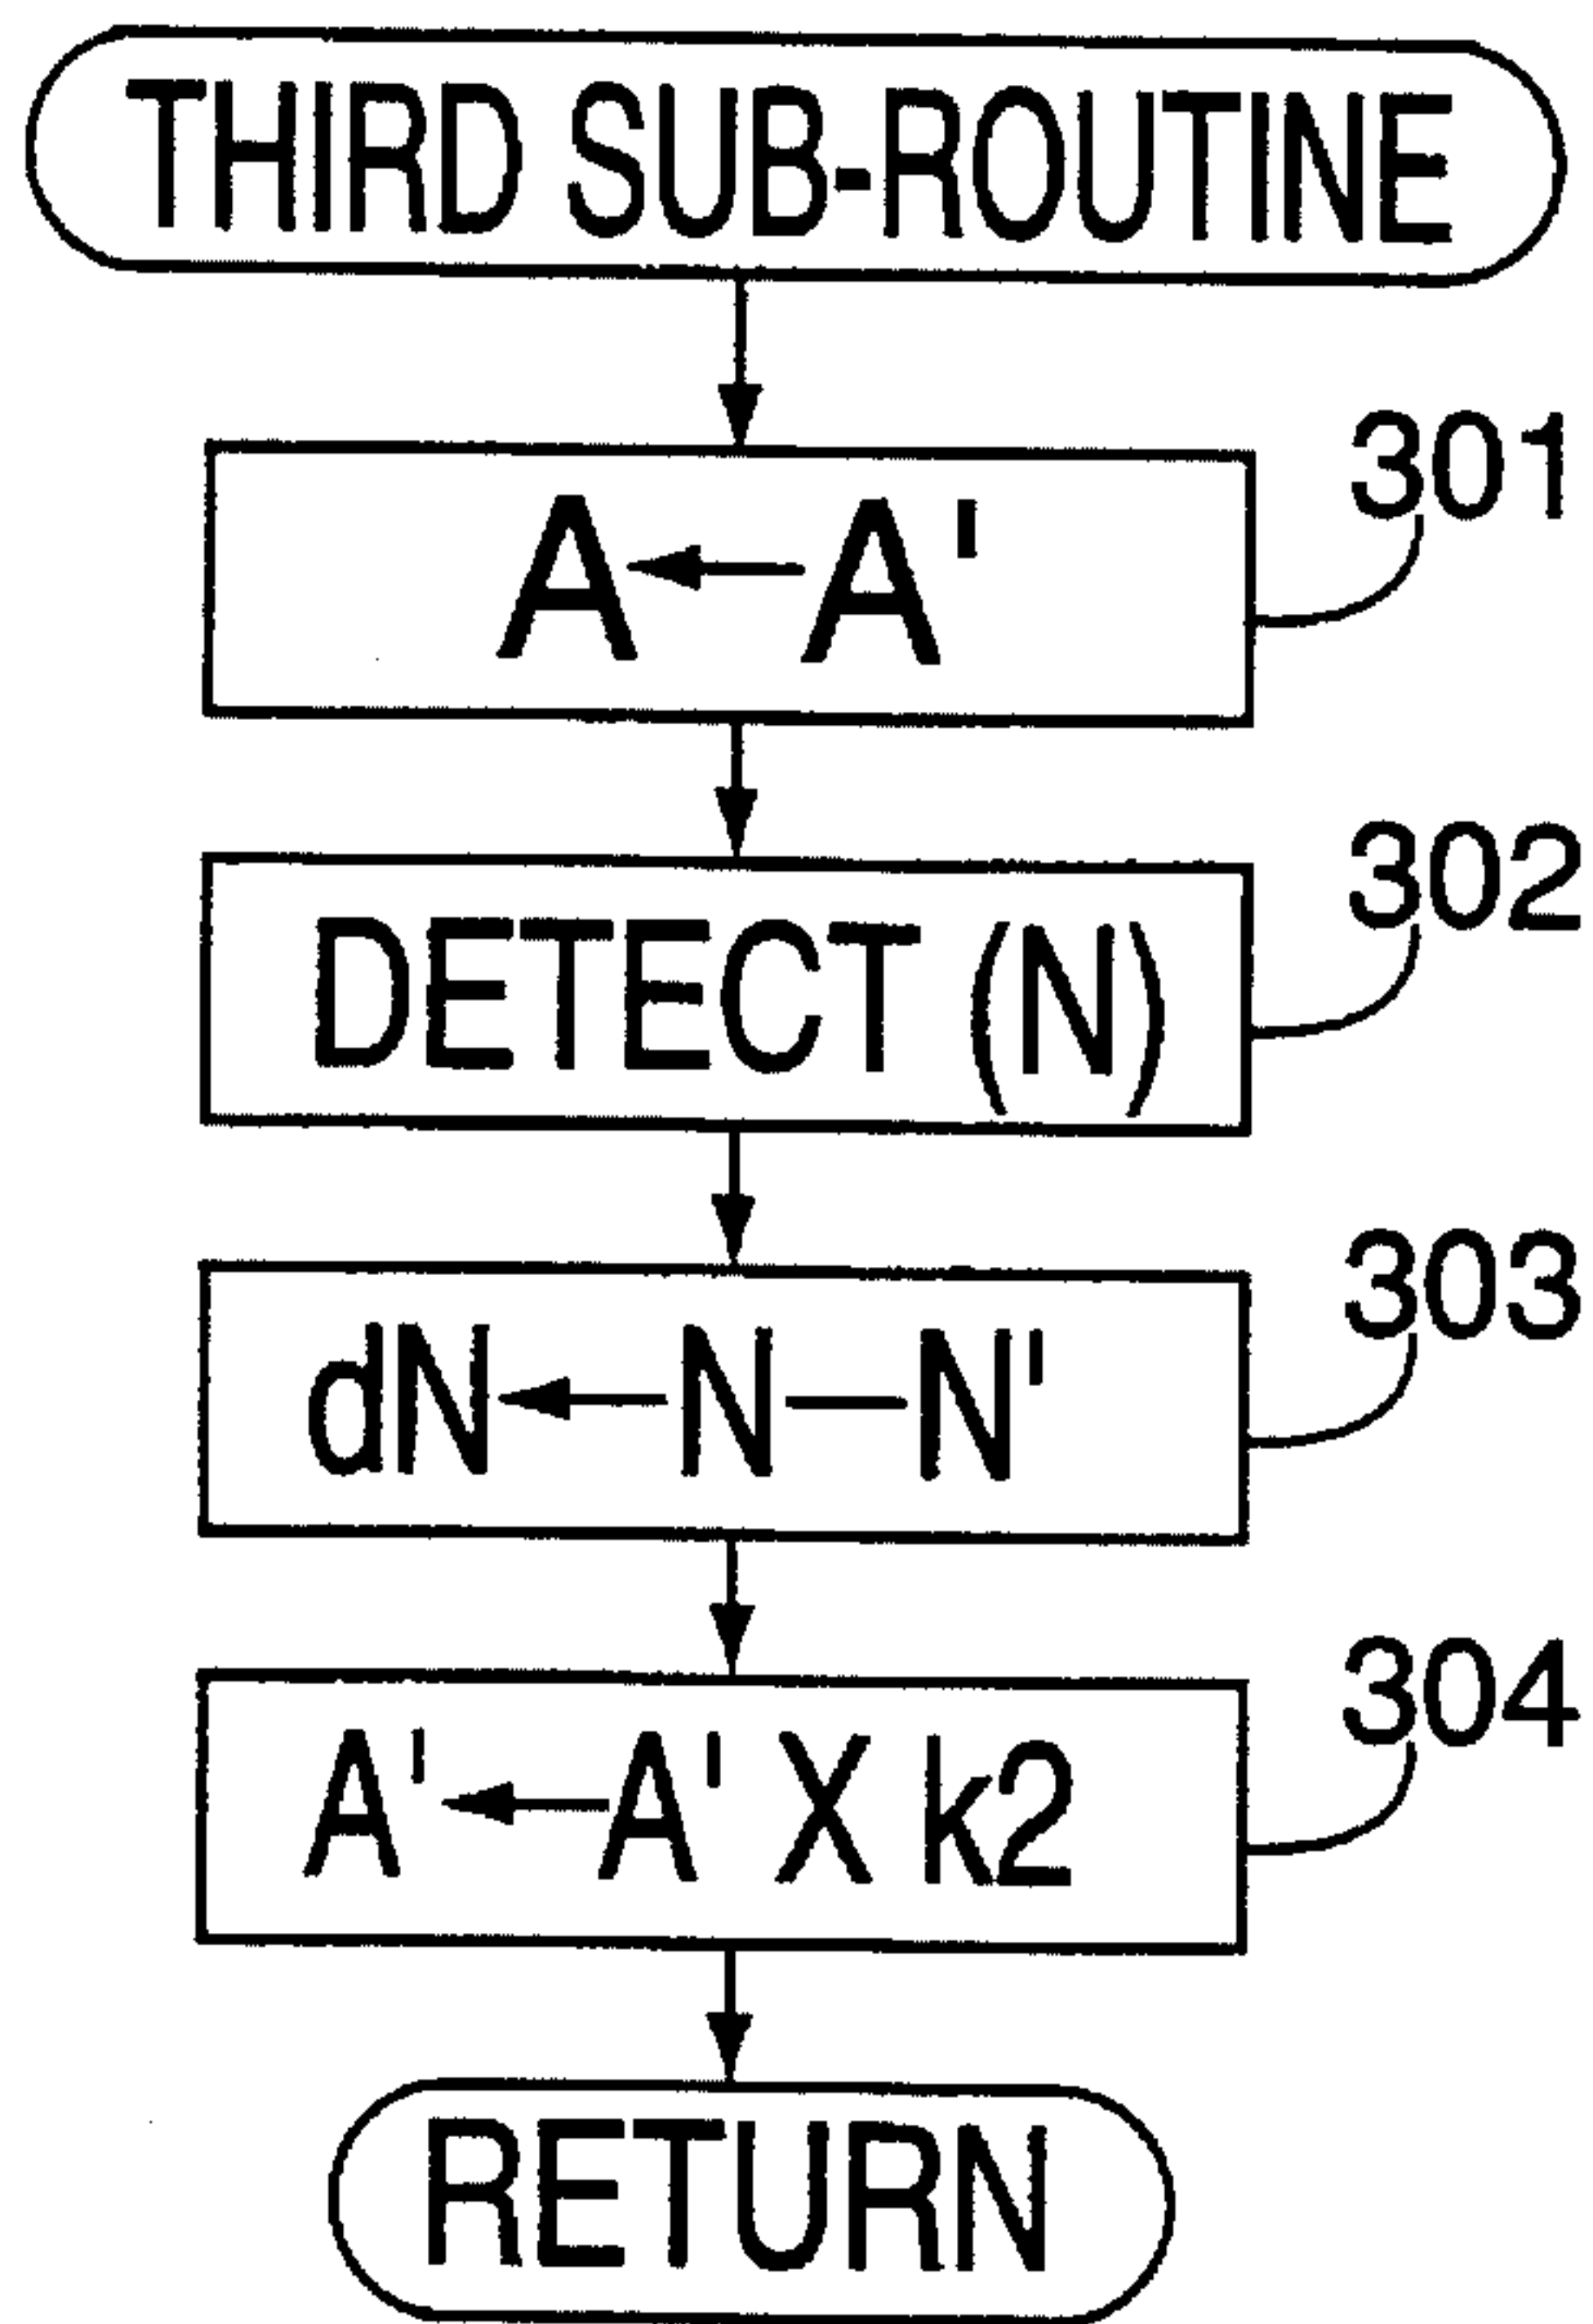 THIRD SUB-ROUTINE
301
A←A'
302
DETECT (N)
303
dN←N—N'
304
A'←A' X k2
RETURN